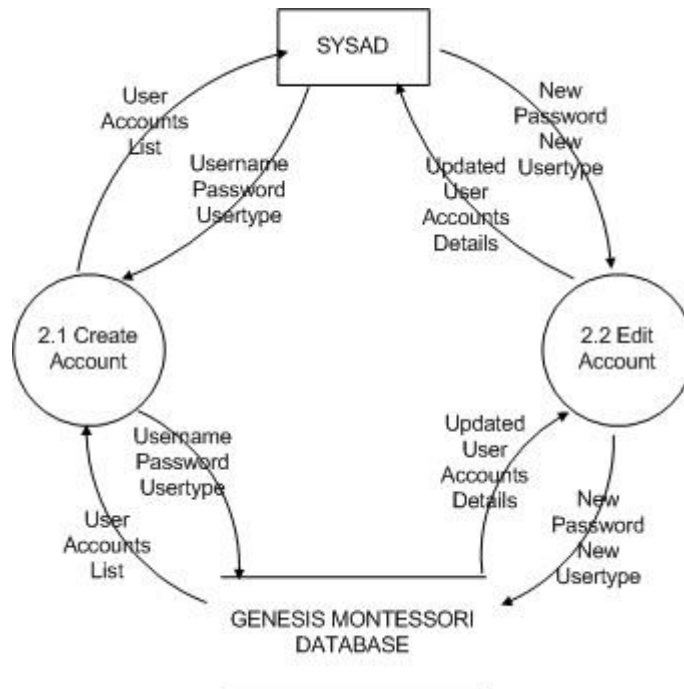 SYSAD
User
Accounts
List
Username
Password
Usertype
Updated
User
Accounts
Details
New
Password
New
Usertype
2.1 Create
Account
2.2 Edit
Account
Username
Password
Usertype
User
Accounts
List
Updated
User
Accounts
Details
New
Password
New
Usertype
GENESIS MONTESSORI
DATABASE